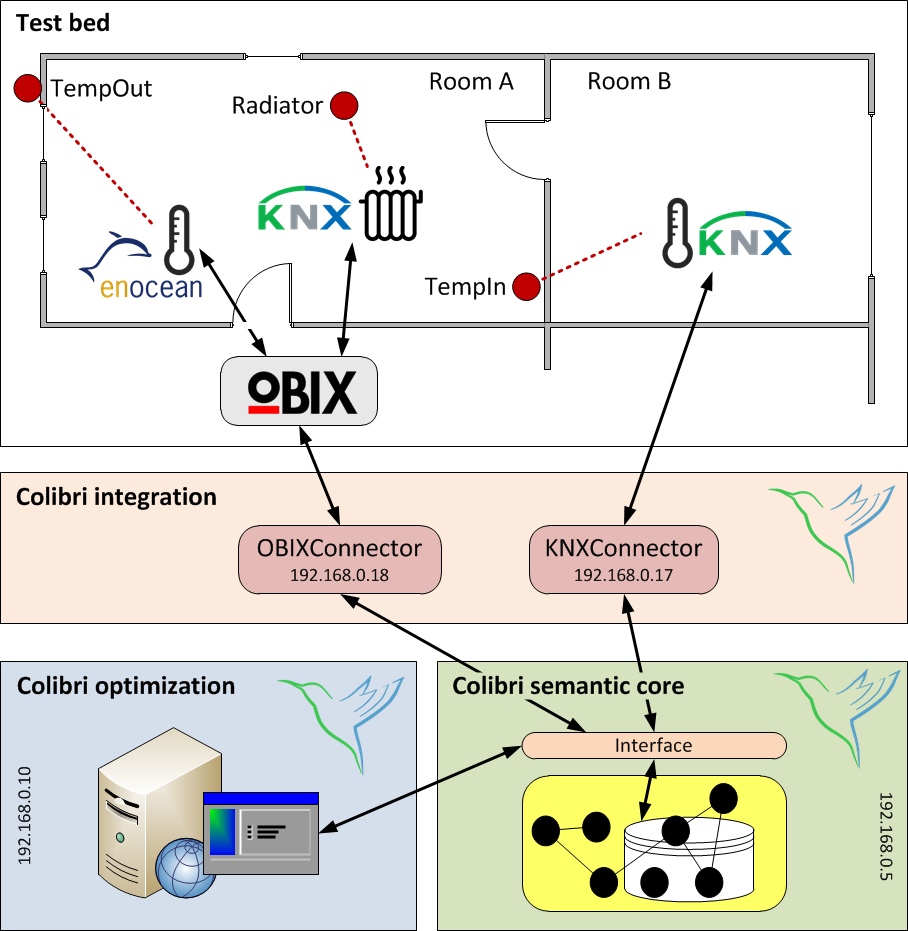 Test bed
TempOut
Radiator
Room A
Room B
KNX
enocean
KNX
TempIn
OBIX
Colibri integration
OBIXConnector
192.168.0.18
KNXConnector
192.168.0.17
Colibri optimization
192.168.0.10
Colibri semantic core
Interface
192.168.0.5